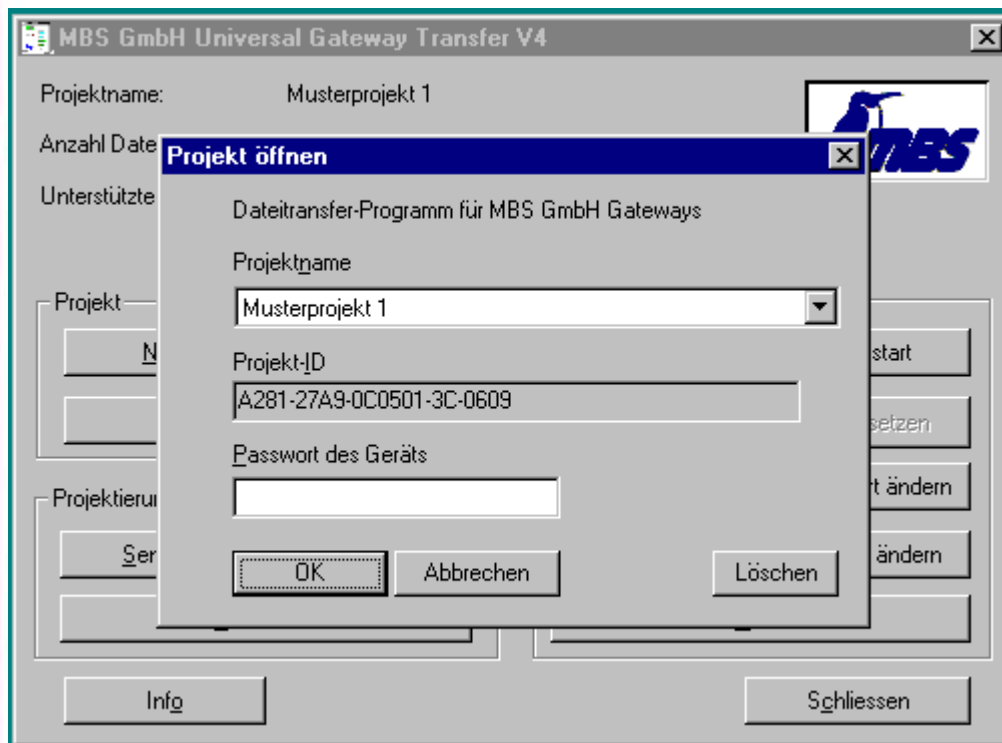 MBS GmbH Universal Gateway Transfer V4
Projektname: Musterprojekt 1
Anzahl Date
Unterstützte
MBS
Projekt öffnen
Dateitransfer-Programm für MBS GmbH Gateways
Projektname
Musterprojekt 1
Projekt-ID
A281-27A9-0C0501-3C-0609
Passwort des Geräts
OK Abbrechen Löschen
Projekt
N
start
setzen
Projektieru
t ändern
Ser
ändern
Info Schliessen